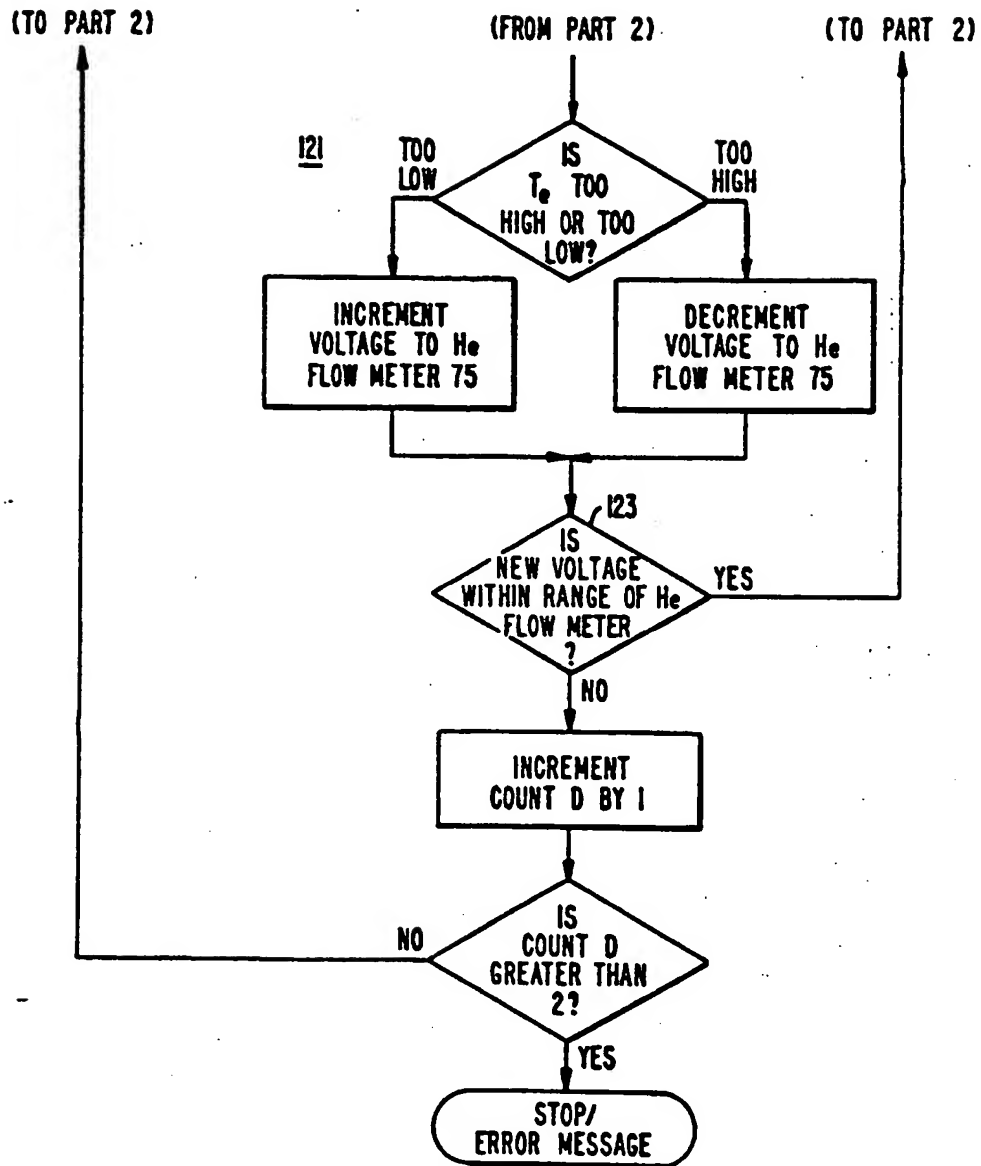 (TO PART 2)
(FROM PART 2)
(TO PART 2)
121
TOO
LOW
IS
Te TOO
HIGH OR TOO
LOW?
TOO
HIGH
INCREMENT
VOLTAGE TO He
FLOW METER 75
DECREMENT
VOLTAGE TO He
FLOW METER 75
123
IS
NEW VOLTAGE
WITHIN RANGE OF He
FLOW METER
?
YES
NO
INCREMENT
COUNT D BY 1
NO
IS
COUNT D
GREATER THAN
2?
YES
STOP/
ERROR MESSAGE